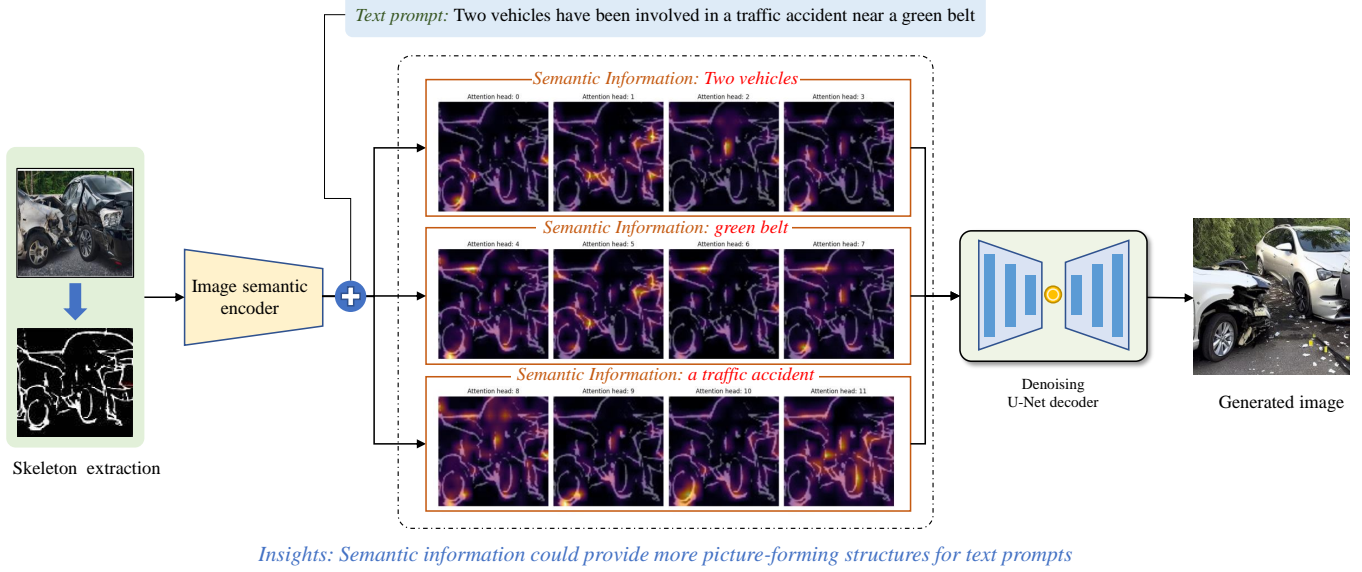 Text prompt: Two vehicles have been involved in a traffic accident near a green belt
Semantic Information: Two vehicles
Attention head: 0
Attention head: 1
Attention head: 2
Attention head: 3
Semantic Information: green belt
Attention head: 4
Attention head: 5
Attention head: 6
Attention head: 7
Semantic Information: a traffic accident
Attention head: 8
Attention head: 9
Attention head: 10
Attention head: 11
Image semantic
encoder
Skeleton extraction
Denoising
U-Net decoder
Generated image
Insights: Semantic information could provide more picture-forming structures for text prompts